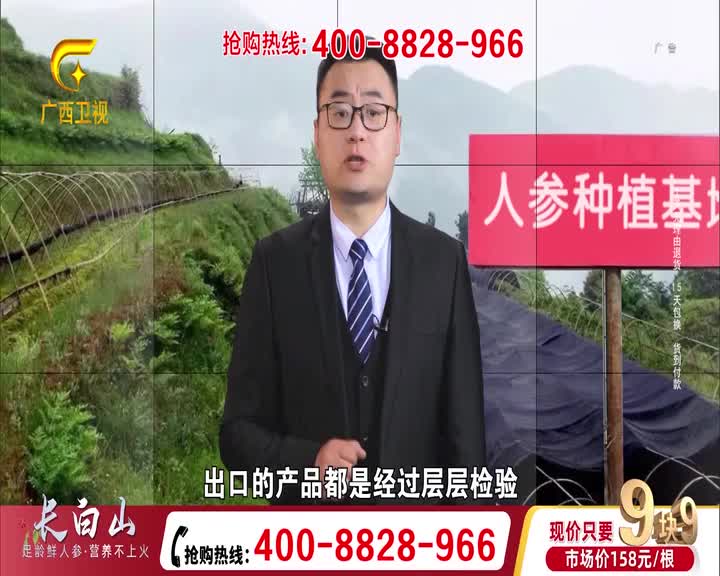 抢购热线:400-8828-966
广告
广西卫视
人参种植基地
理由退货 15天包换 货到付款
出口的产品都是经过层层检验
长白山
足龄鲜人参·营养不上火
抢购热线:400-8828-966
现价只要9块9
市场价158元/根